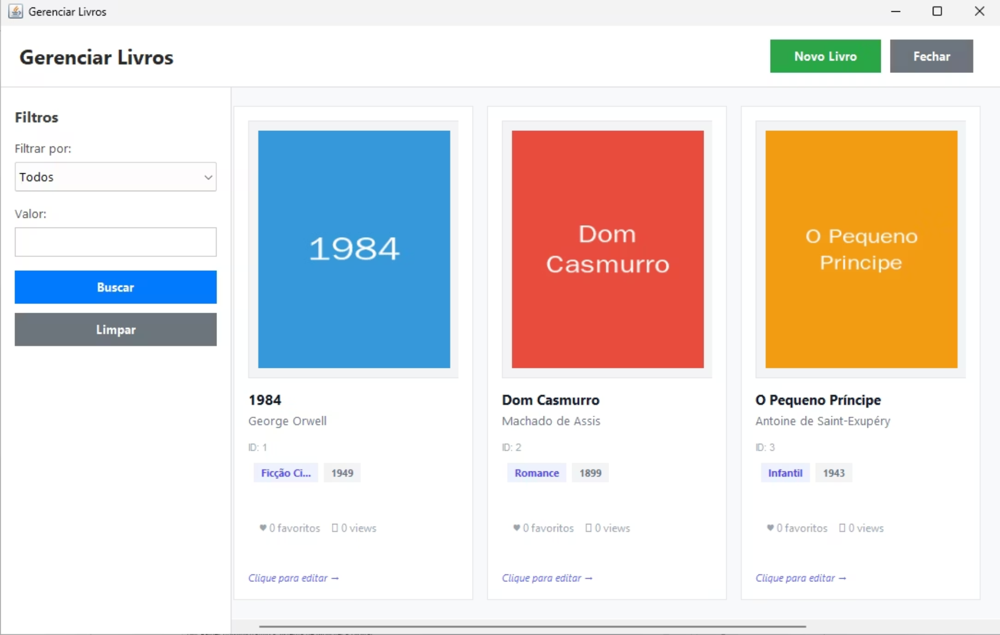 Gerenciar Livros
Gerenciar Livros
Novo Livro
Fechar
Filtros
Filtrar por:
Todos
Valor:
Buscar
Limpar
1984
1984
George Orwell
ID: 1
Ficção Ci...
1949
♥ 0 favoritos
0 views
Clique para editar →
Dom
Casmurro
Dom Casmurro
Machado de Assis
ID: 2
Romance
1899
♥ 0 favoritos
0 views
Clique para editar →
O Pequeno
Principe
O Pequeno Príncipe
Antoine de Saint-Exupéry
ID: 3
Infantil
1943
♥ 0 favoritos
0 views
Clique para editar →